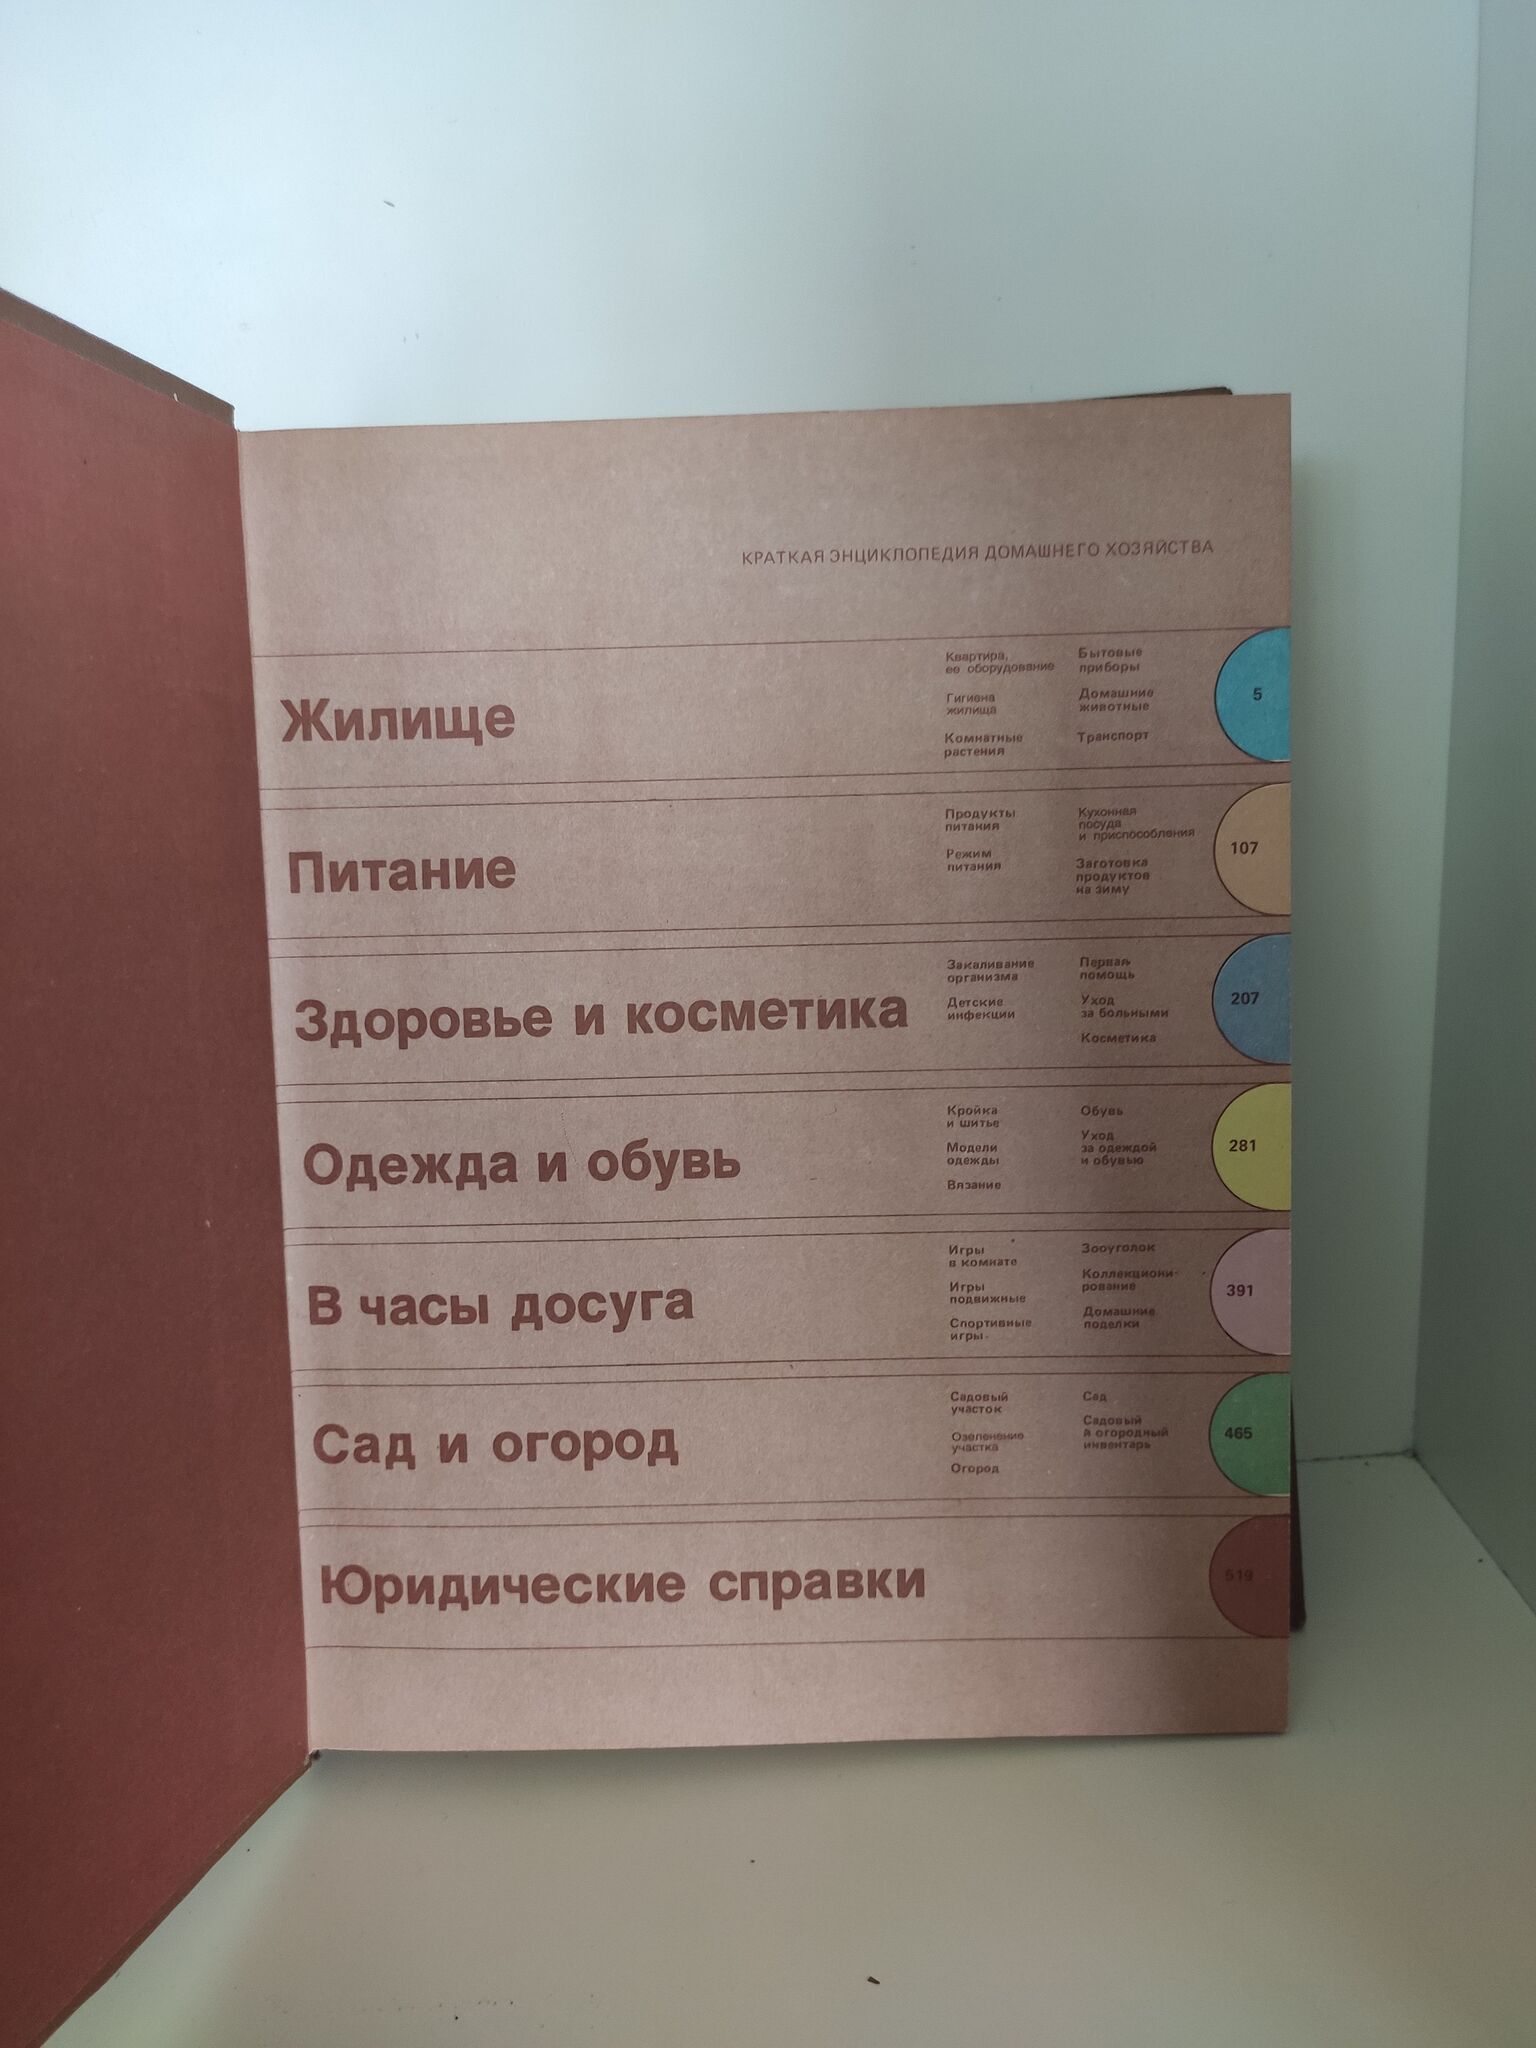 КРАТКАЯ ЭНЦИКЛОПЕДИЯ ДОМАШНЕГО ХОЗЯЙСТВА
Жилище
Квартира,
ее оборудование
Гигиена
жилища
Комнатные
растения
Бытовые
приборы
Домашние
животные
Транспорт
5
Питание
Продукты
питания
Режим
питания
Кухонная
посуда
и приспособления
Заготовка
продуктов
на зиму
107
Здоровье и косметика
Закаливание
организма
Детские
инфекции
Первая
помощь
Уход
за больными
Косметика
207
Одежда и обувь
Кройка
и шитье
Модели
одежды
Вязание
Обувь
Уход
за одеждой
и обувью
281
В часы досуга
Игры
в комнате
Игры
подвижные
Спортивные
игры
Зооуголок
Коллекциони-
рование
Домашние
поделки
391
Сад и огород
Садовый
участок
Озеленение
участка
Огород
Сад
Садовый
и огородный
инвентарь
465
Юридические справки
519